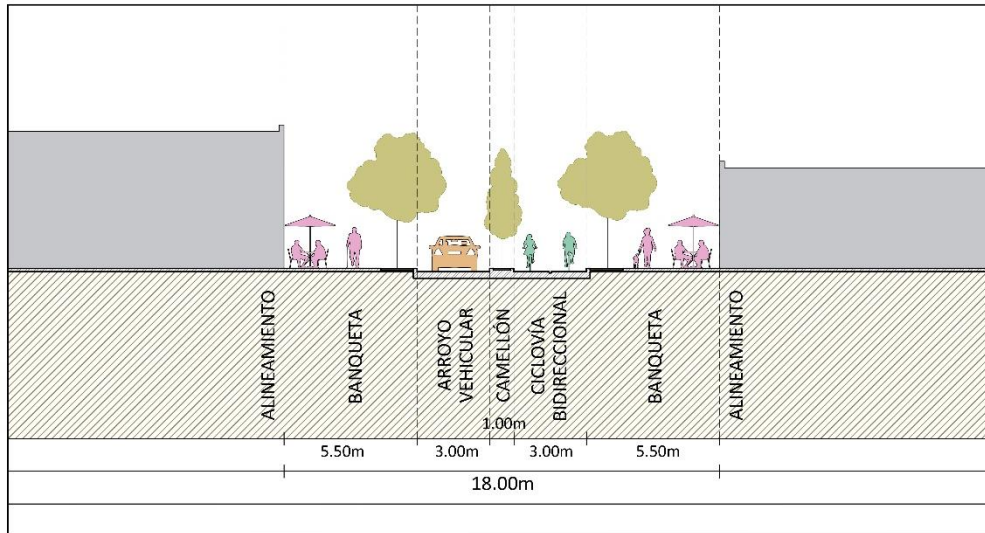 ALINEAMIENTO
BANQUETA
ARROYO
VEHICULAR
CAMELLÓN
CICLOVÍA
BIDIRECCIONAL
BANQUETA
ALINEAMIENTO
1.00m
5.50m 3.00m 3.00m 5.50m
18.00m